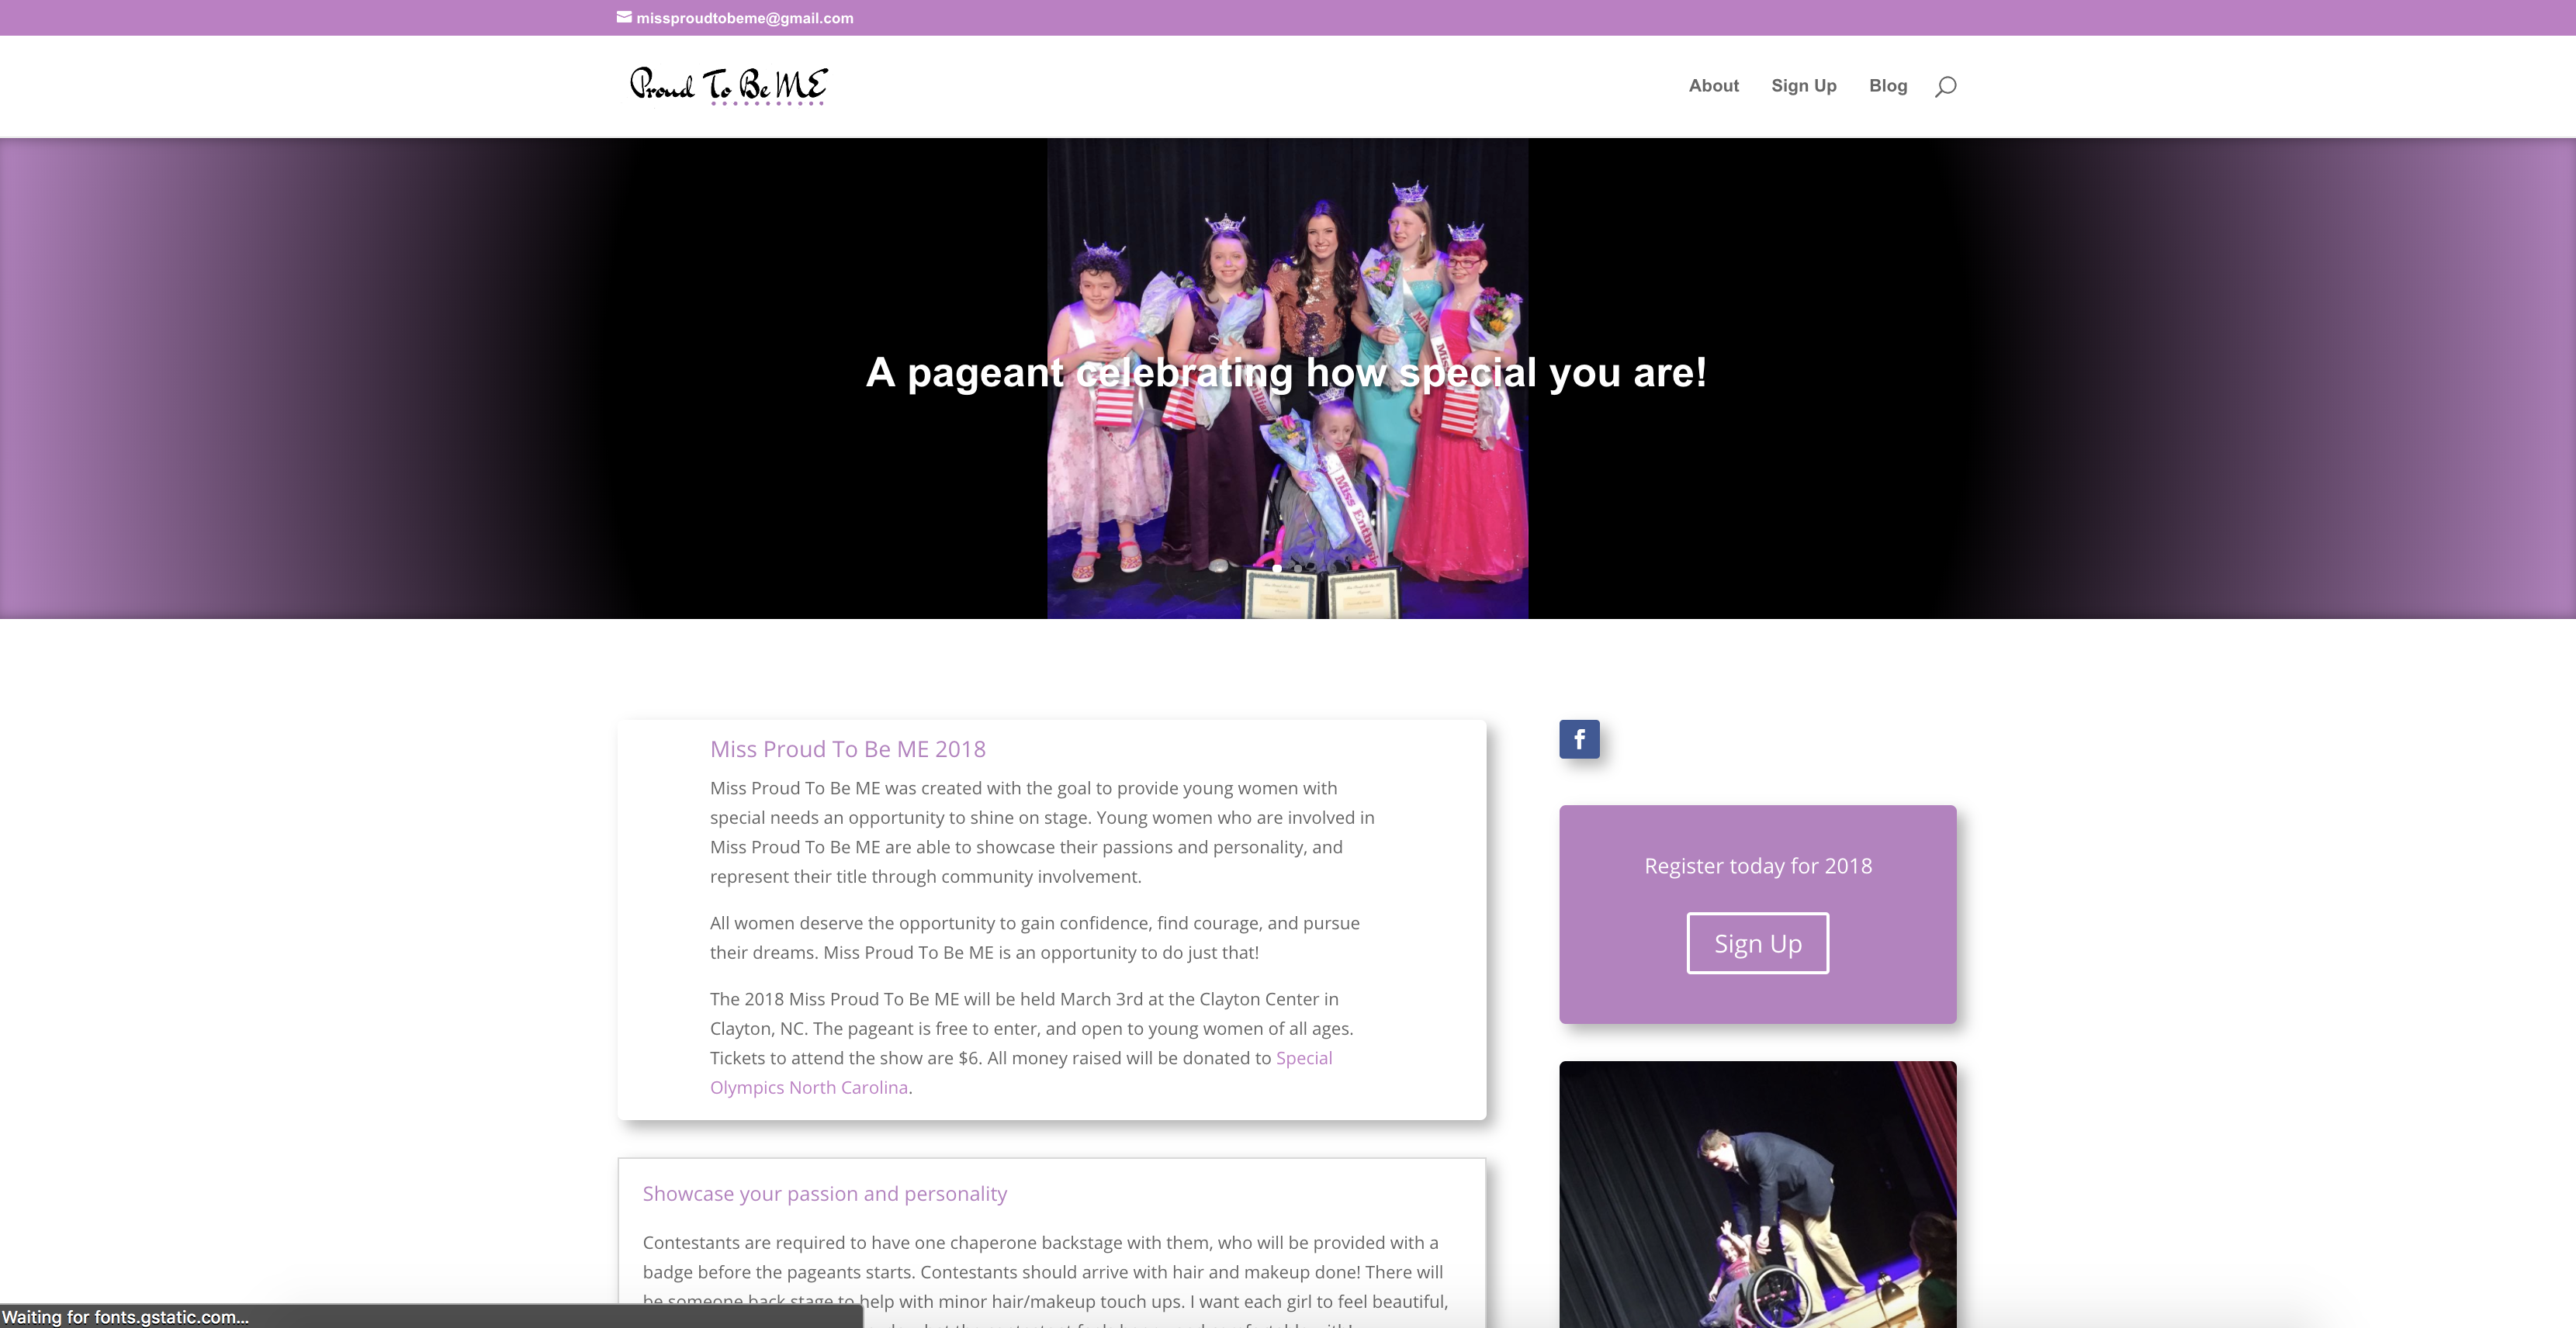 missproudtobeme@gmail.com
Proud To Be ME
About Sign Up Blog
A pageant celebrating how special you are!
Miss Enthusi
Miss Proud To Be ME 2018
Miss Proud To Be ME was created with the goal to provide young women with
special needs an opportunity to shine on stage. Young women who are involved in
Miss Proud To Be ME are able to showcase their passions and personality, and
represent their title through community involvement.
All women deserve the opportunity to gain confidence, find courage, and pursue
their dreams. Miss Proud To Be ME is an opportunity to do just that!
The 2018 Miss Proud To Be ME will be held March 3rd at the Clayton Center in
Clayton, NC. The pageant is free to enter, and open to young women of all ages.
Tickets to attend the show are $6. All money raised will be donated to Special
Olympics North Carolina.
Register today for 2018
Sign Up
Showcase your passion and personality
Contestants are required to have one chaperone backstage with them, who will be provided with a
badge before the pageants starts. Contestants should arrive with hair and makeup done! There will
be someone back stage to help with minor hair/makeup touch ups. I want each girl to feel beautiful,
Waiting for fonts.gstatic.com...